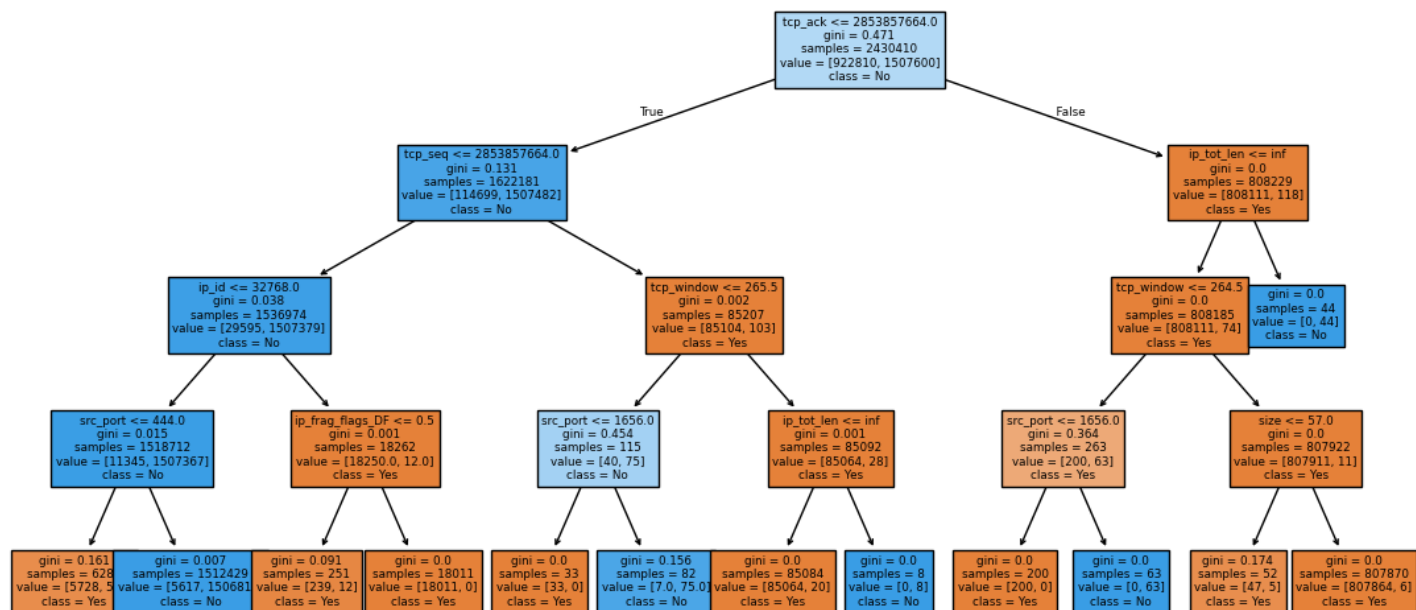 tcp_ack <= 2853857664.0
gini = 0.471
samples = 2430410
value = [922810, 1507600]
class = No
True
False
tcp_seq <= 2853857664.0
gini = 0.131
samples = 1622181
value = [114699, 1507482]
class = No
ip_tot_len <= inf
gini = 0.0
samples = 808229
value = [808111, 118]
class = Yes
ip_id <= 32768.0
gini = 0.038
samples = 1536974
value = [29595, 1507379]
class = No
tcp_window <= 265.5
gini = 0.002
samples = 85207
value = [85104, 103]
class = Yes
tcp_window <= 264.5
gini = 0.0
samples = 808185
value = [808111, 74]
class = Yes
gini = 0.0
samples = 44
value = [0, 44]
class = No
src_port <= 444.0
gini = 0.015
samples = 1518712
value = [11345, 1507367]
class = No
ip_frag_flags_DF <= 0.5
gini = 0.001
samples = 18262
value = [18250.0, 12.0]
class = Yes
src_port <= 1656.0
gini = 0.454
samples = 115
value = [40, 75]
class = No
ip_tot_len <= inf
gini = 0.001
samples = 85092
value = [85064, 28]
class = Yes
src_port <= 1656.0
gini = 0.364
samples = 263
value = [200, 63]
class = Yes
size <= 57.0
gini = 0.0
samples = 807922
value = [807911, 11]
class = Yes
gini = 0.161
samples = 628
value = [5728, 5
class = Yes
gini = 0.007
samples = 1512429
value = [5617, 150681
class = No
gini = 0.091
samples = 251
value = [239, 12]
class = Yes
gini = 0.0
samples = 18011
value = [18011, 0]
class = Yes
gini = 0.0
samples = 33
value = [33, 0]
class = Yes
gini = 0.156
samples = 82
value = [7.0, 75.0]
class = No
gini = 0.0
samples = 85084
value = [85064, 20]
class = Yes
gini = 0.0
samples = 8
value = [0, 8]
class = No
gini = 0.0
samples = 200
value = [200, 0]
class = Yes
gini = 0.0
samples = 63
value = [0, 63]
class = No
gini = 0.174
samples = 52
value = [47, 5]
class = Yes
gini = 0.0
samples = 807870
value = [807864, 6]
class = Yes